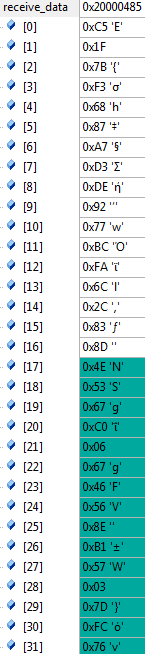 receive_data 0x20000485
[0] 0xC5 'Ε'
[1] 0x1F
[2] 0x7B '{'
[3] 0xF3 'σ'
[4] 0x68 'h'
[5] 0x87 '‡'
[6] 0xA7 '§'
[7] 0xD3 'Σ'
[8] 0xDE 'ή'
[9] 0x92 '’'
[10] 0x77 'w'
[11] 0xBC 'Ό'
[12] 0xFA 'ϊ'
[13] 0x6C 'l'
[14] 0x2C ','
[15] 0x83 'ƒ'
[16] 0x8D ''
[17] 0x4E 'N'
[18] 0x53 'S'
[19] 0x67 'g'
[20] 0xC0 'ΐ'
[21] 0x06
[22] 0x67 'g'
[23] 0x46 'F'
[24] 0x56 'V'
[25] 0x8E ''
[26] 0xB1 '±'
[27] 0x57 'W'
[28] 0x03
[29] 0x7D '}'
[30] 0xFC 'ό'
[31] 0x76 'v'